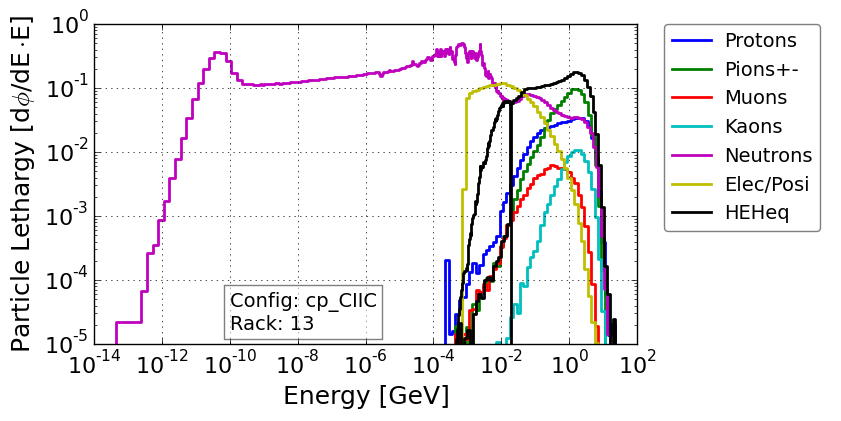 10^0
10^-1
10^-2
10^-3
10^-4
10^-5
Particle Lethargy [dϕ/dE ·E]
10^-14 10^-12 10^-10 10^-8 10^-6 10^-4 10^-2 10^0 10^2
Energy [GeV]
Config: cp_CIIC
Rack: 13
Protons
Pions+-
Muons
Kaons
Neutrons
Elec/Posi
HEHeq